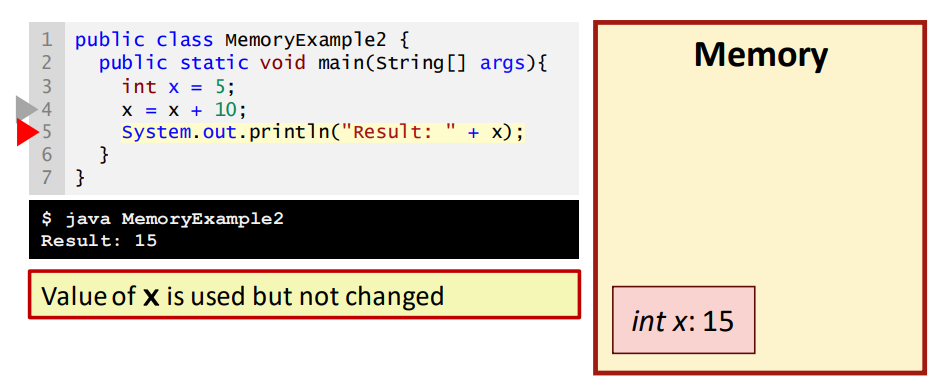 1 public class MemoryExample2 {
2 public static void main(String[] args){
3 int x = 5;
4 x = x + 10;
5 System.out.println("Result: " + x);
6 }
7 }
$ java MemoryExample2
Result: 15
Value of x is used but not changed
Memory
int x: 15